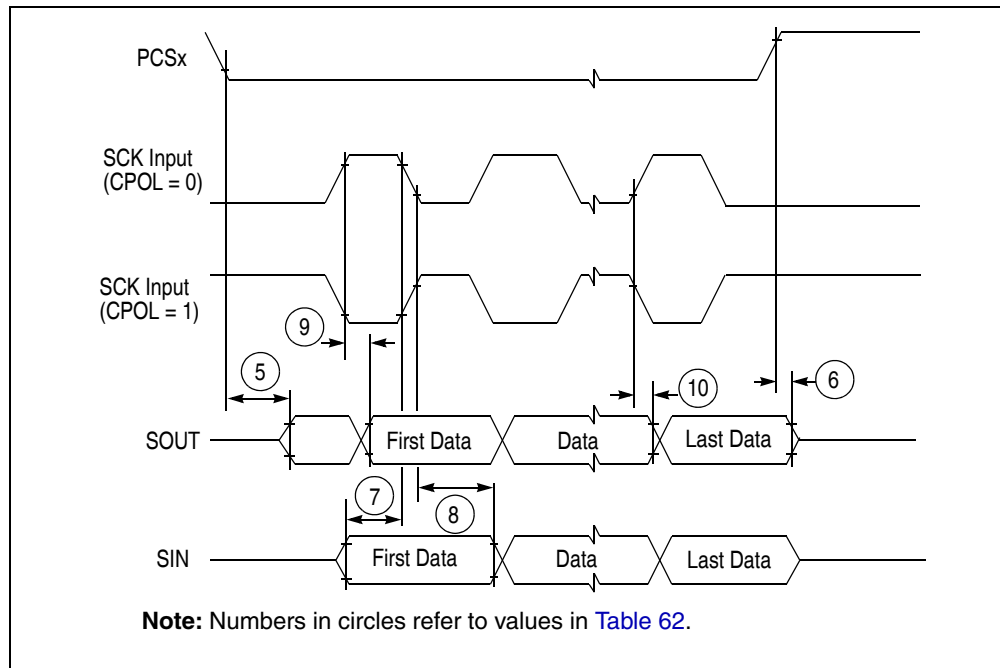 PCSx
SCK Input
(CPOL = 0)
SCK Input
(CPOL = 1)
9
5
10
6
SOUT
First Data
Data
Last Data
7
8
SIN
First Data
Data
Last Data
Note: Numbers in circles refer to values in Table 62.